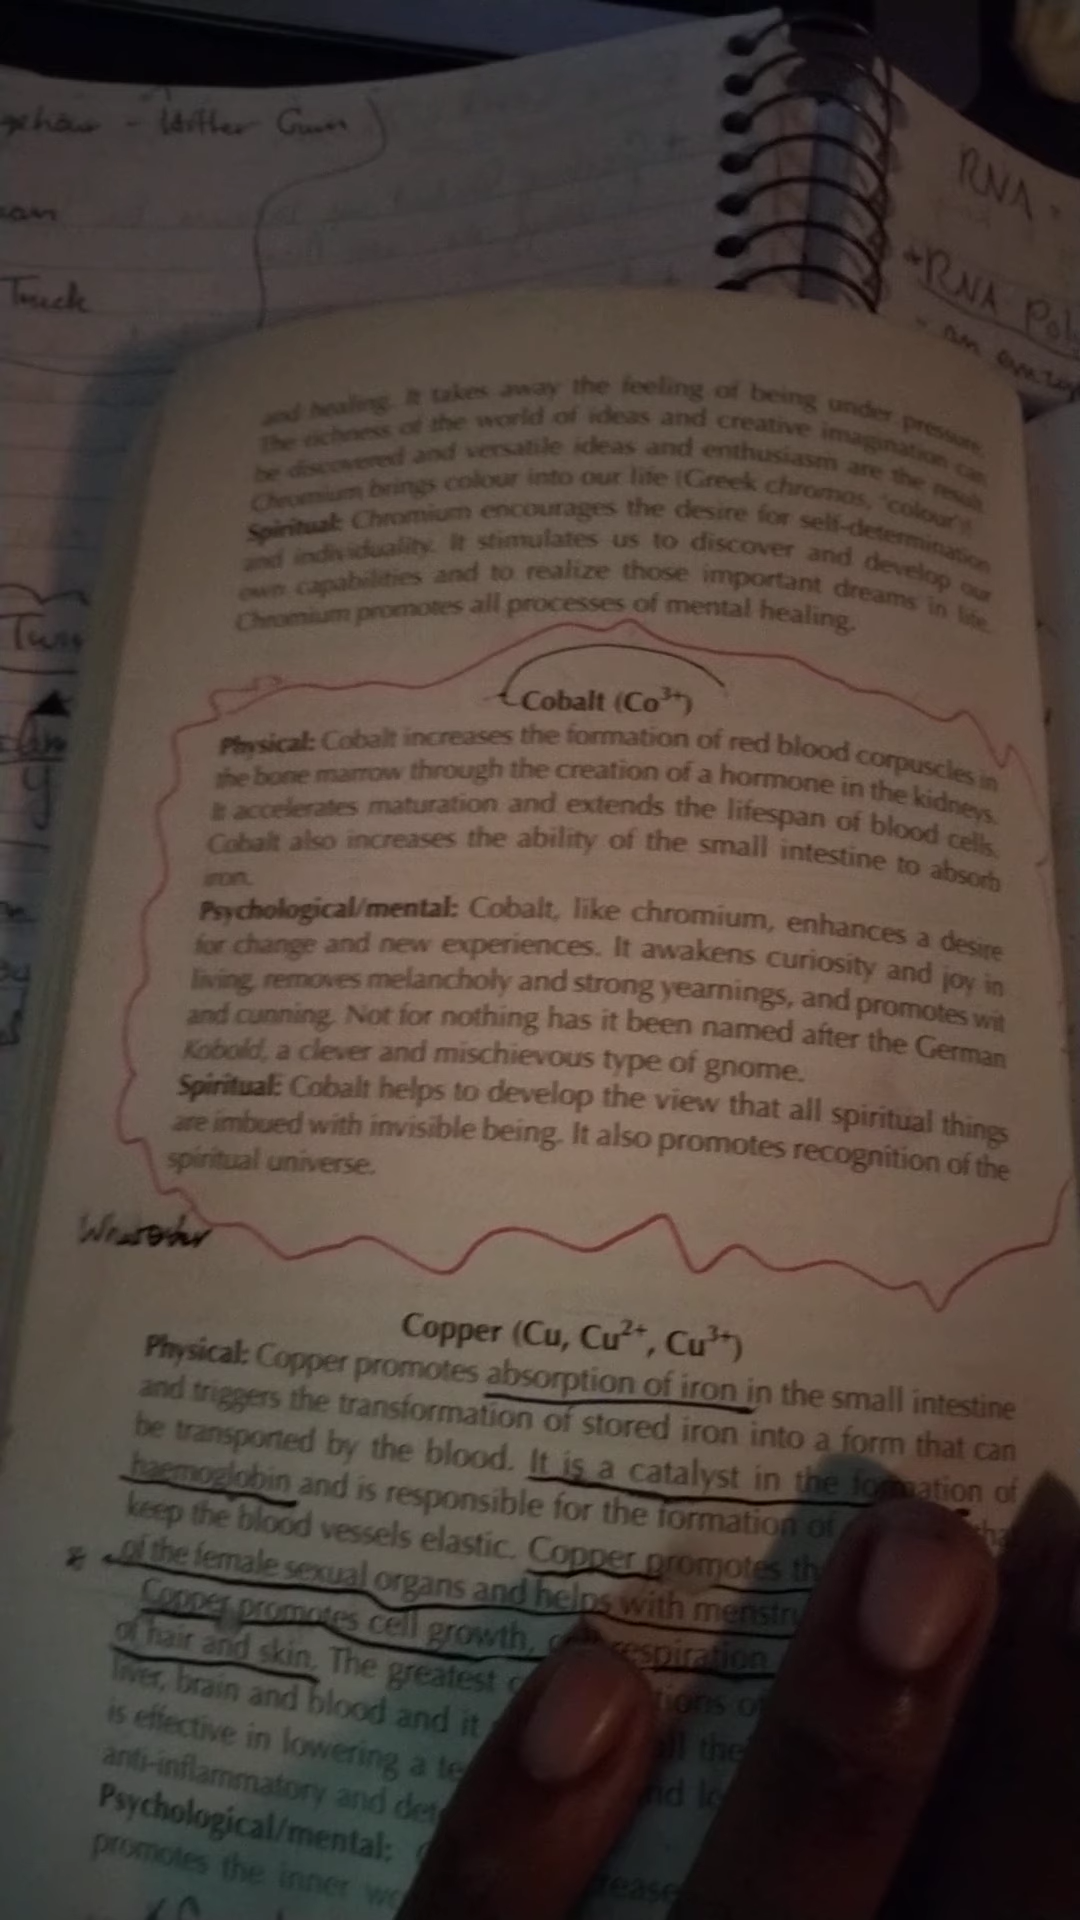 Wither Gum
Truck
RNA
RNA Pol
an
and healing. It takes away the feeling of being under pressure.
The richness of the world of ideas and creative imagination can
be discovered and versatile ideas and enthusiasm are the result.
Chromium brings colour into our life (Greek chromos, 'colour').
Spiritual: Chromium encourages the desire for self-determination
and individuality. It stimulates us to discover and develop our
own capabilities and to realize those important dreams in life.
Chromium promotes all processes of mental healing.
Cobalt (Co³⁺)
Physical: Cobalt increases the formation of red blood corpuscles in
the bone marrow through the creation of a hormone in the kidneys.
It accelerates maturation and extends the lifespan of blood cells.
Cobalt also increases the ability of the small intestine to absorb
iron.
Psychological/mental: Cobalt, like chromium, enhances a desire
for change and new experiences. It awakens curiosity and joy in
living, removes melancholy and strong yearnings, and promotes wit
and cunning. Not for nothing has it been named after the German
Kobold, a clever and mischievous type of gnome.
Spiritual: Cobalt helps to develop the view that all spiritual things
are imbued with invisible being. It also promotes recognition of the
spiritual universe.
Copper (Cu, Cu²⁺, Cu³⁺)
Physical: Copper promotes absorption of iron in the small intestine
and triggers the transformation of stored iron into a form that can
be transported by the blood. It is a catalyst in the formation of
haemoglobin and is responsible for the formation of
keep the blood vessels elastic. Copper promotes th
of the female sexual organs and helps with menstru
Copper promotes cell growth, respiration
of hair and skin. The greatest
liver, brain and blood and it all the
is effective in lowering a
anti-inflammatory and
Psychological/mental:
promotes the inner